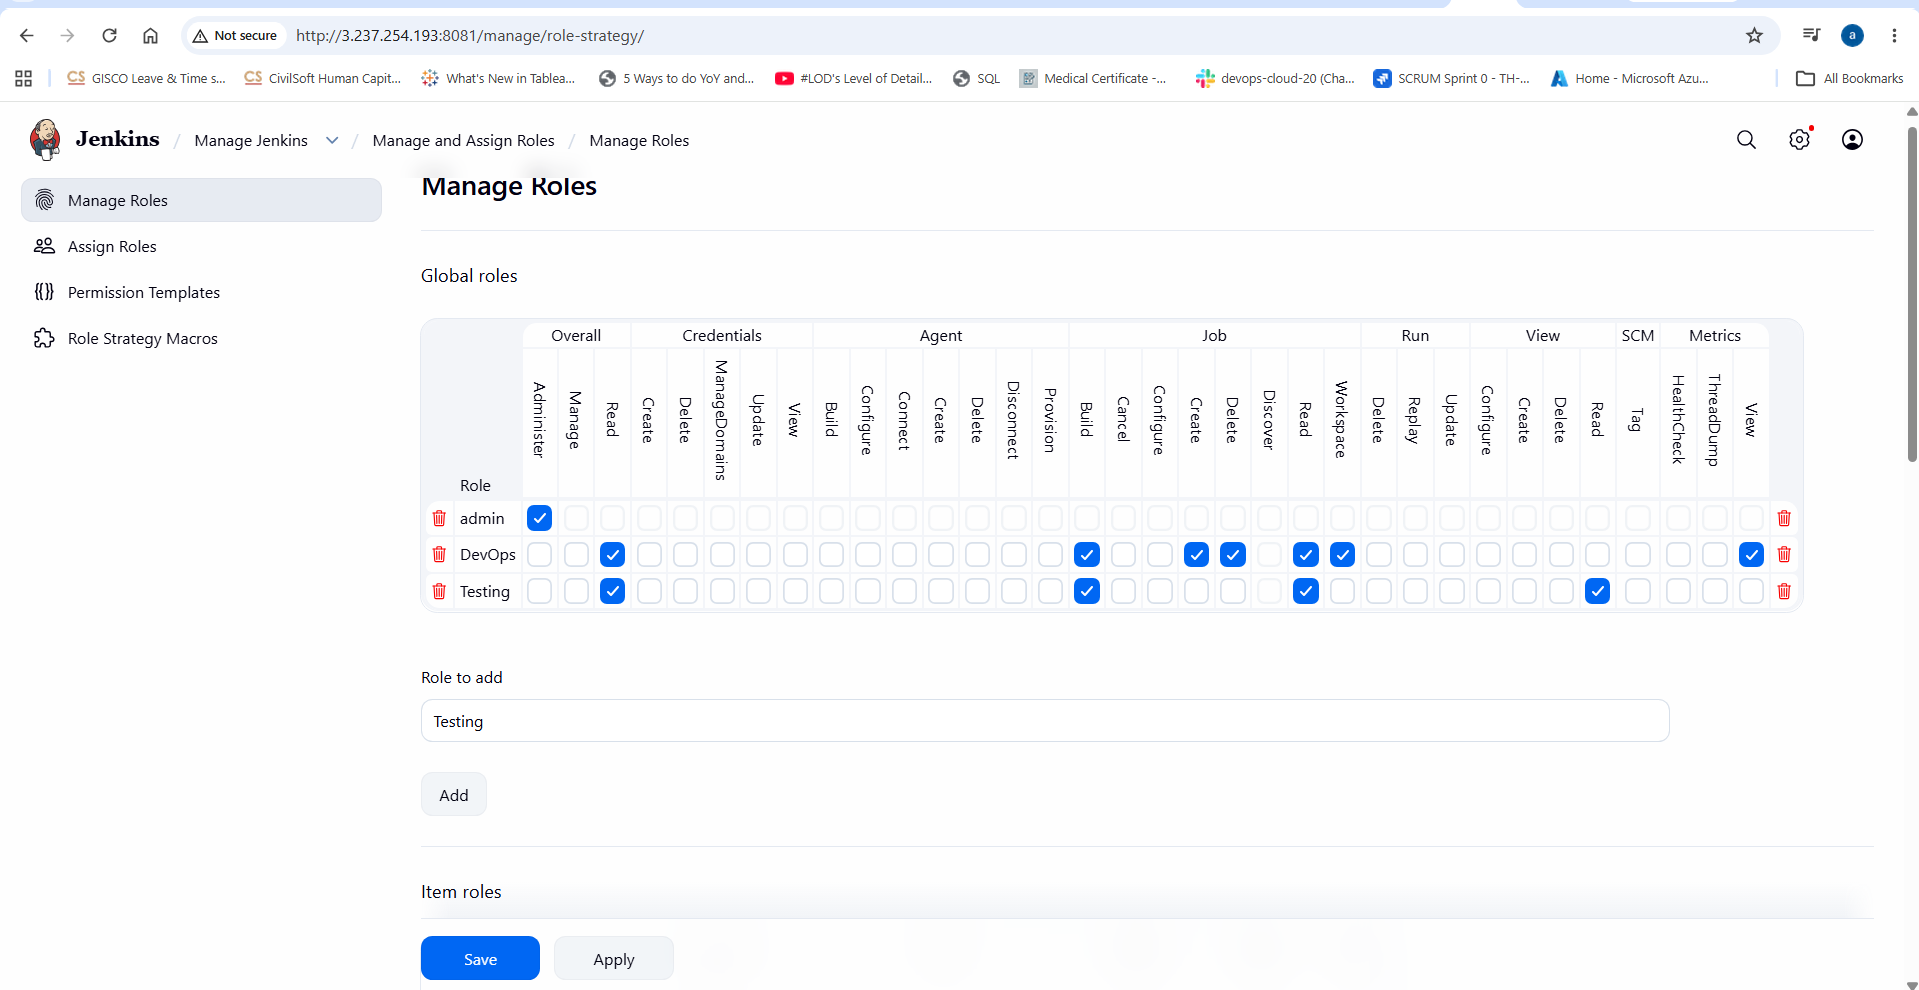 Not secure http://3.237.254.193:8081/manage/role-strategy/ a
CS GISCO Leave & Time s... CS CivilSoft Human Capit... What's New in Tablea... 5 Ways to do YoY and... #LOD's Level of Detail... SQL Medical Certificate -... devops-cloud-20 (Cha... SCRUM Sprint 0 - TH-... Home - Microsoft Azu... All Bookmarks
Jenkins / Manage Jenkins / Manage and Assign Roles / Manage Roles
Manage Roles
Assign Roles
Permission Templates
Role Strategy Macros
Manage Roles
Global roles
Overall Credentials Agent Job Run View SCM Metrics
Role Administer Manage Read Create Delete ManageDomains Update View Build Configure Connect Create Delete Disconnect Provision Build Cancel Configure Create Delete Discover Read Workspace Delete Replay Update Configure Create Delete Read Tag HealthCheck ThreadDump View
admin
DevOps
Testing
Role to add
Testing
Add
Item roles
Save Apply